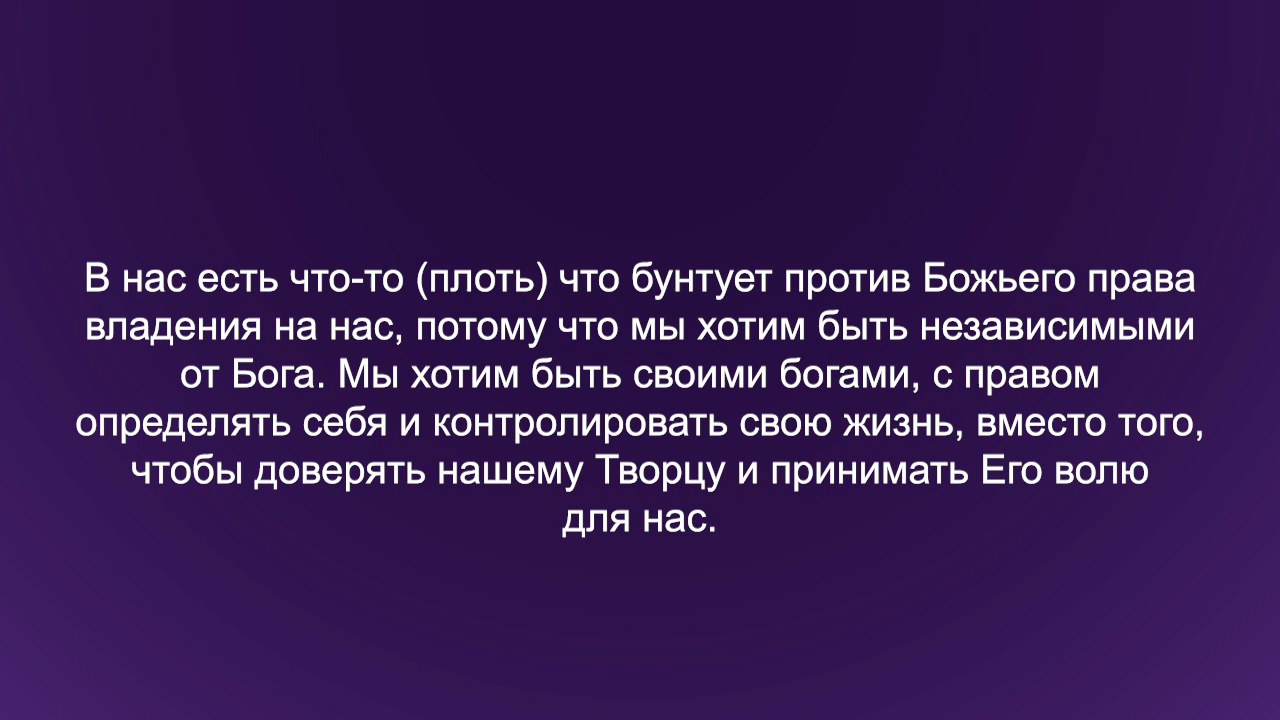 В нас есть что-то (плоть) что бунтует против Божьего права
владения на нас, потому что мы хотим быть независимыми
от Бога. Мы хотим быть своими богами, с правом
определять себя и контролировать свою жизнь, вместо того,
чтобы доверять нашему Творцу и принимать Его волю
для нас.